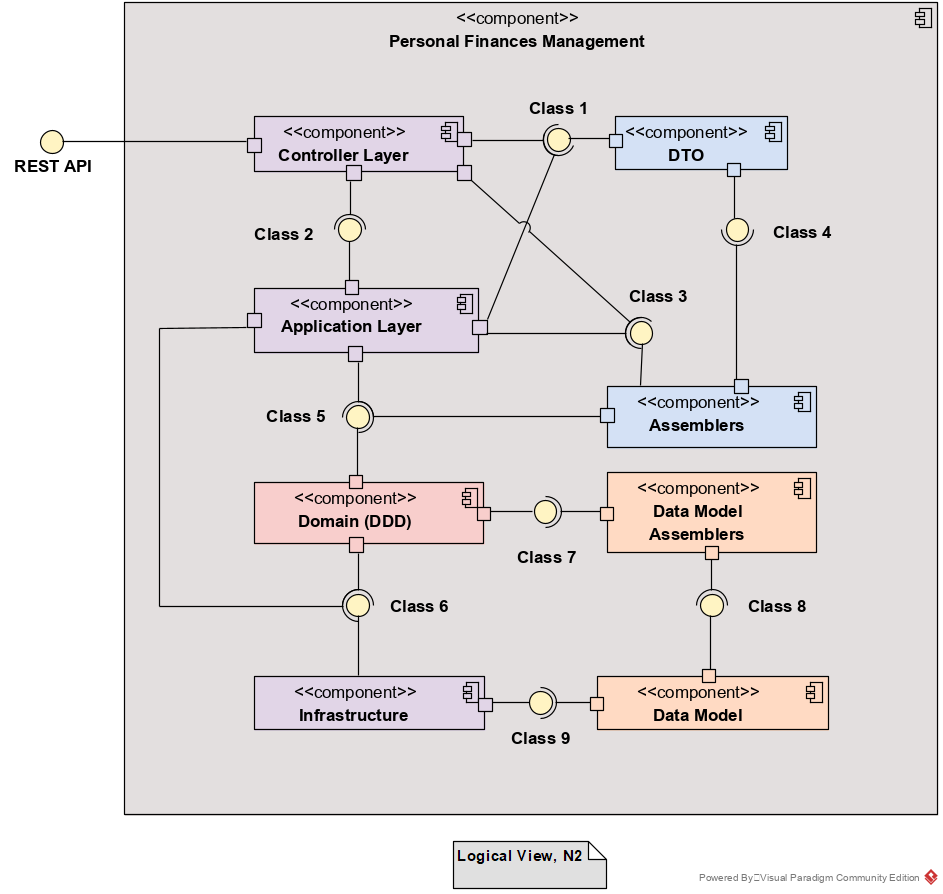 <<component>>
Personal Finances Management
REST API
<<component>>
Controller Layer
Class 1
<<component>>
DTO
Class 2
Class 4
<<component>>
Application Layer
Class 3
Class 5
<<component>>
Assemblers
<<component>>
Domain (DDD)
<<component>>
Data Model
Assemblers
Class 7
Class 6
Class 8
<<component>>
Infrastructure
<<component>>
Data Model
Class 9
Logical View, N2
Powered By Visual Paradigm Community Edition